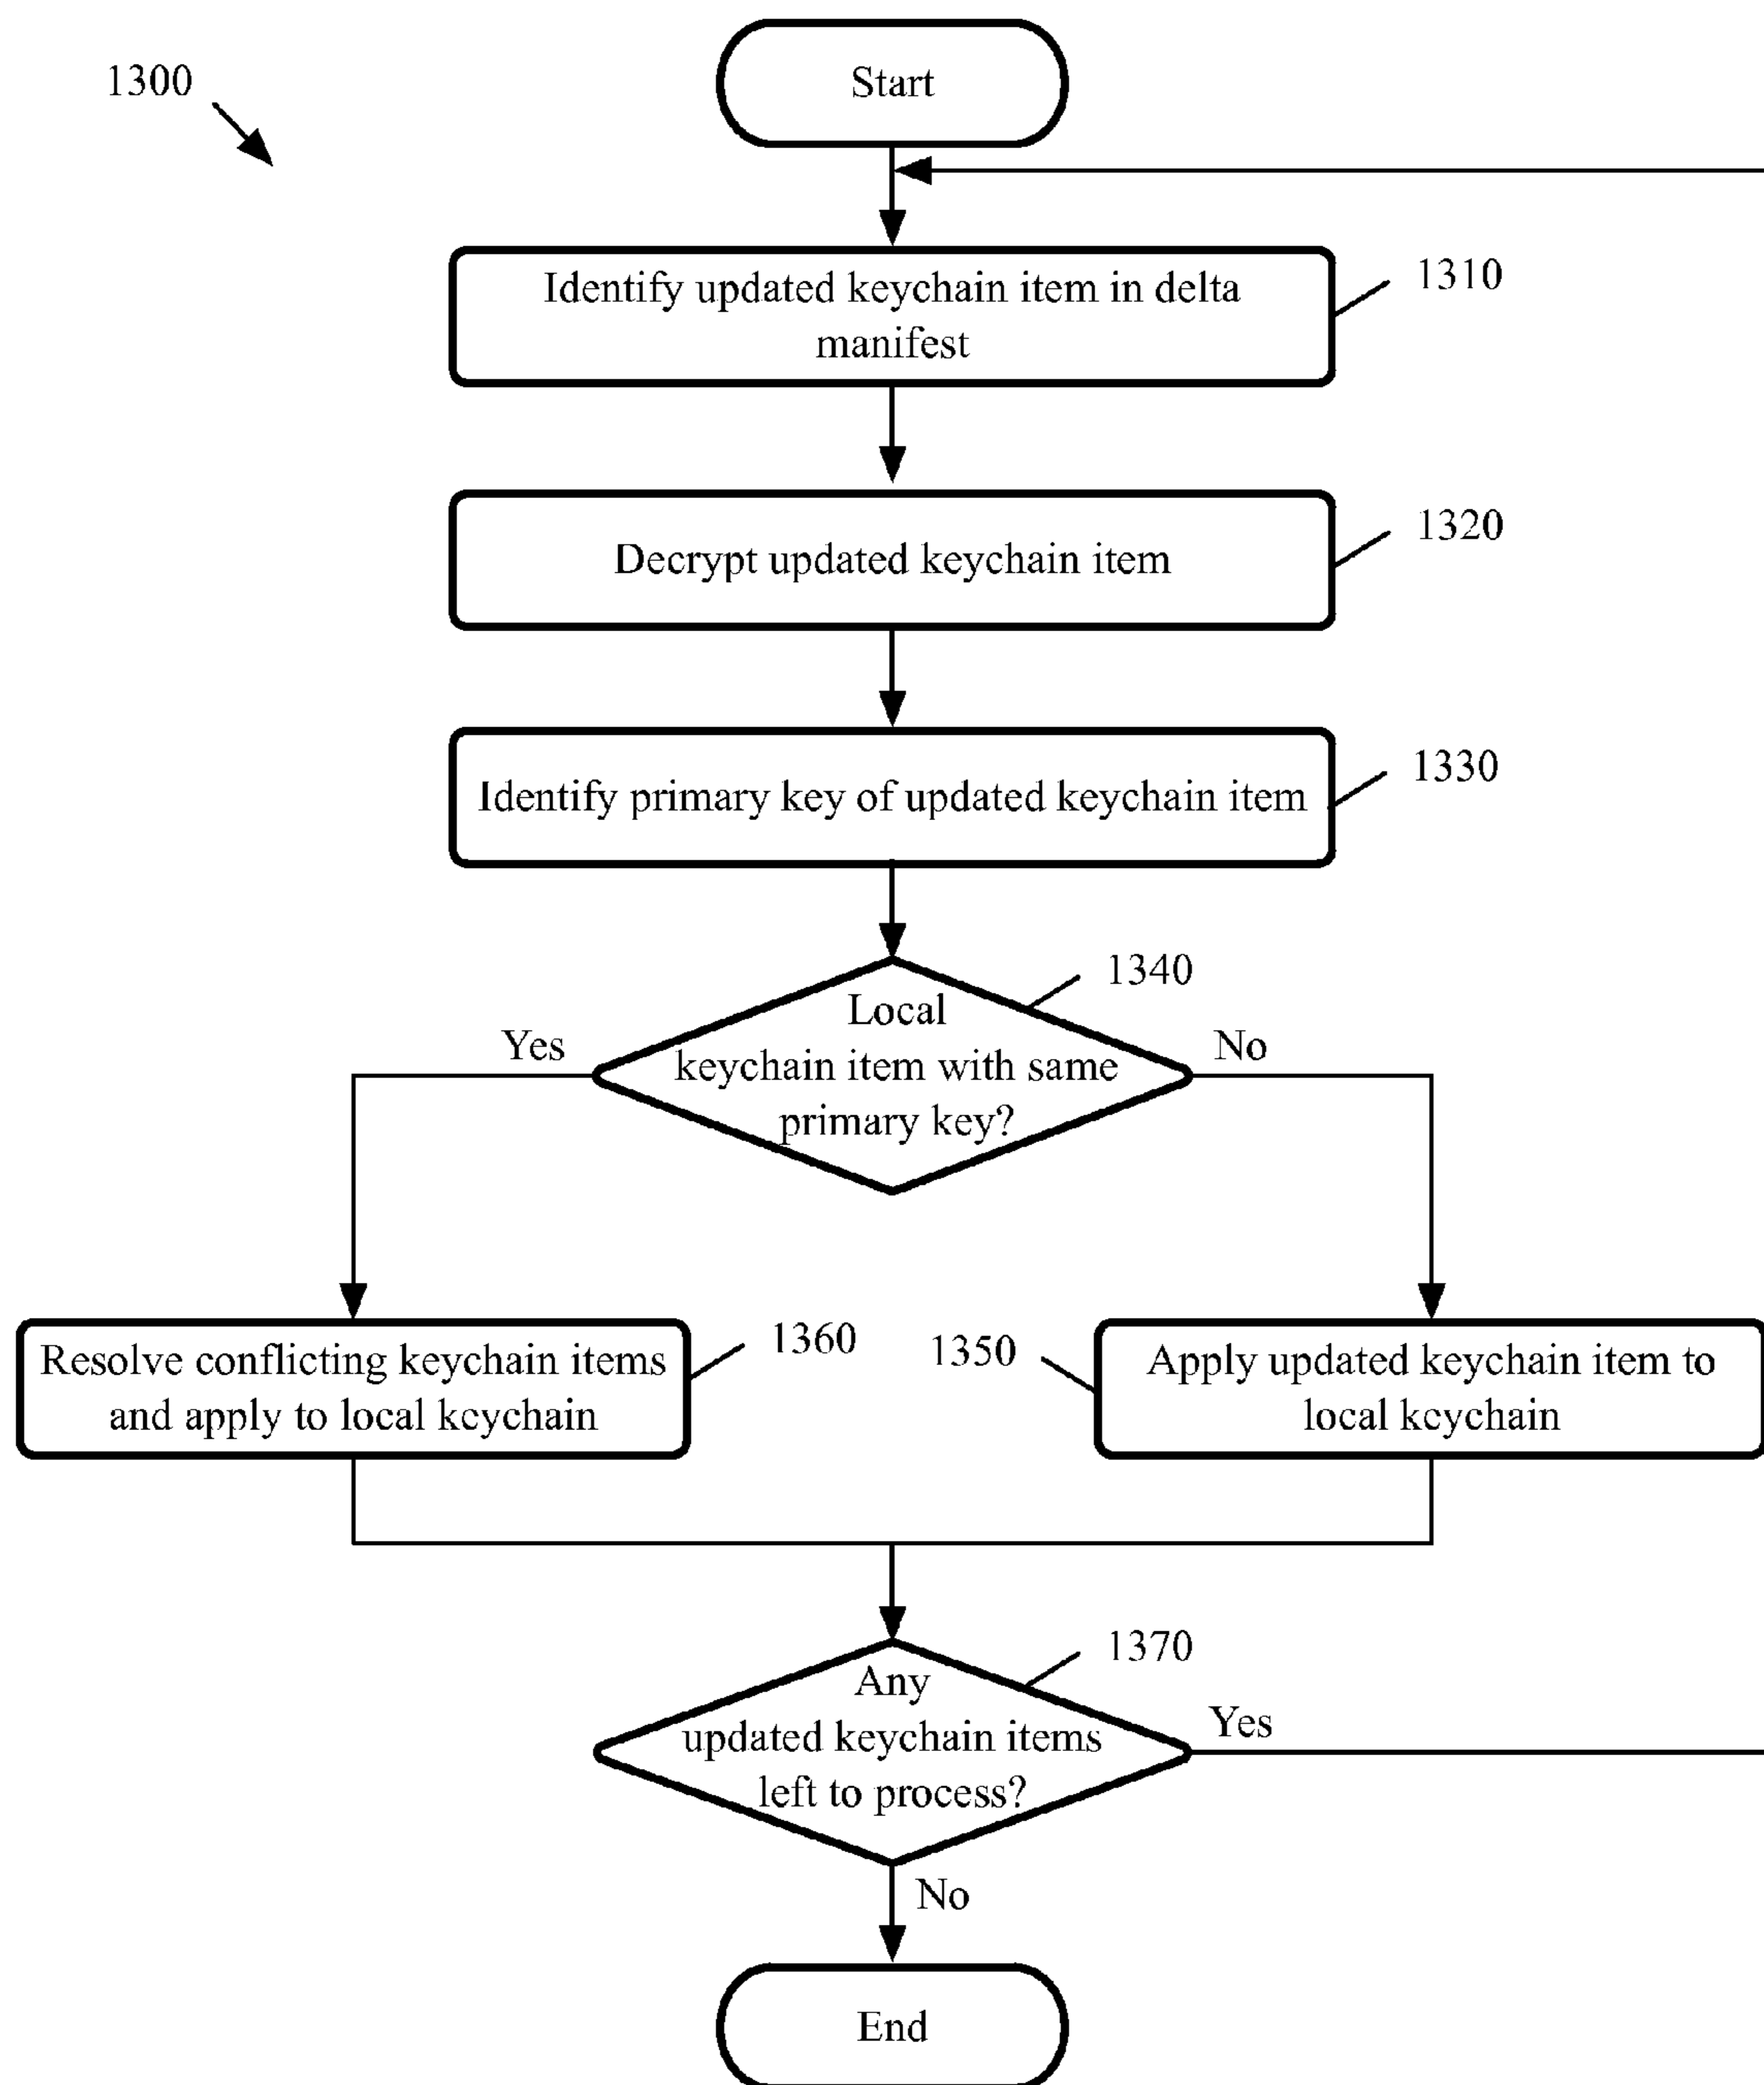 1300
Start
Identify updated keychain item in delta
manifest
1310
Decrypt updated keychain item
1320
Identify primary key of updated keychain item
1330
1340
Local
keychain item with same
primary key?
Yes
No
Resolve conflicting keychain items
and apply to local keychain
1360
1350
Apply updated keychain item to
local keychain
1370
Any
updated keychain items
left to process?
Yes
No
End